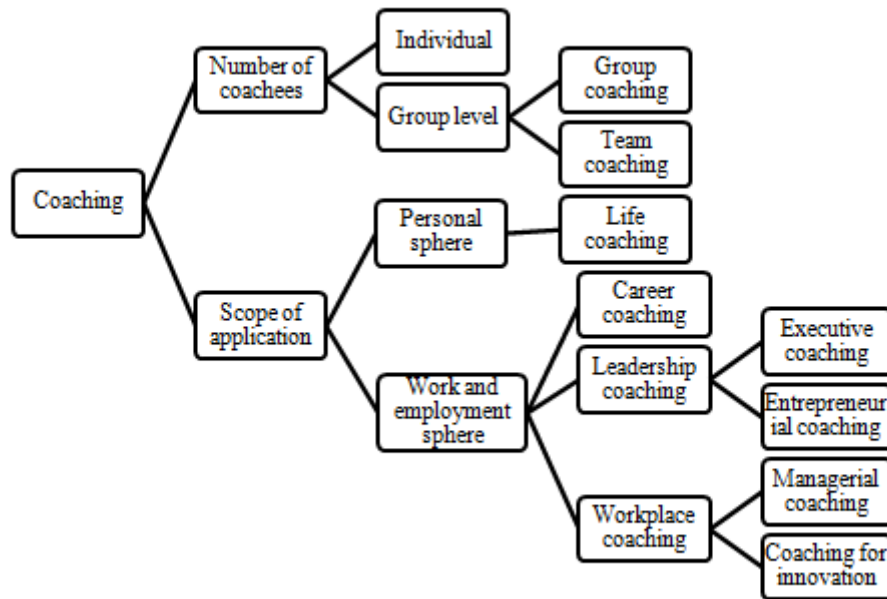 Coaching
Number of
coachees
Individual
Group level
Group
coaching
Team
coaching
Scope of
application
Personal
sphere
Life
coaching
Work and
employment
sphere
Career
coaching
Leadership
coaching
Executive
coaching
Entrepreneur
ial coaching
Workplace
coaching
Managerial
coaching
Coaching for
innovation